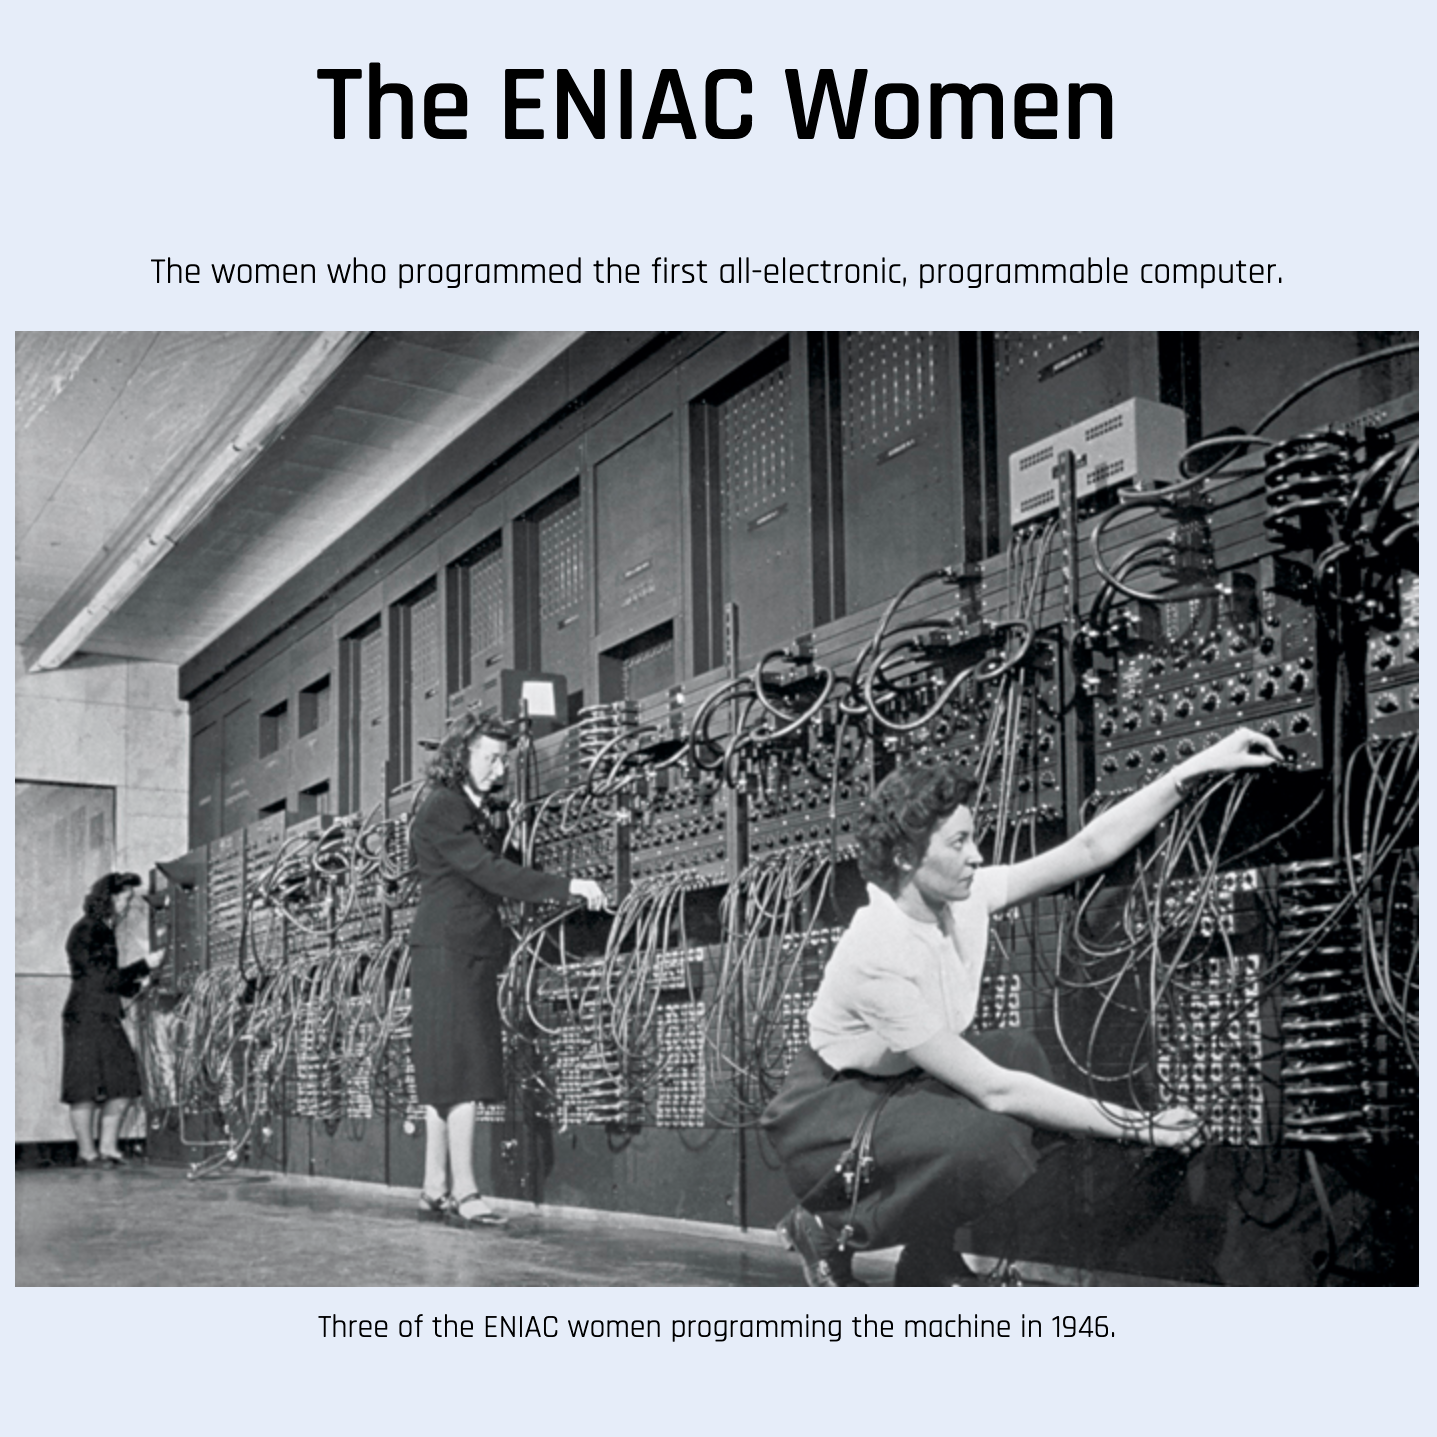 The ENIAC Women
The women who programmed the first all-electronic, programmable computer.
Three of the ENIAC women programming the machine in 1946.